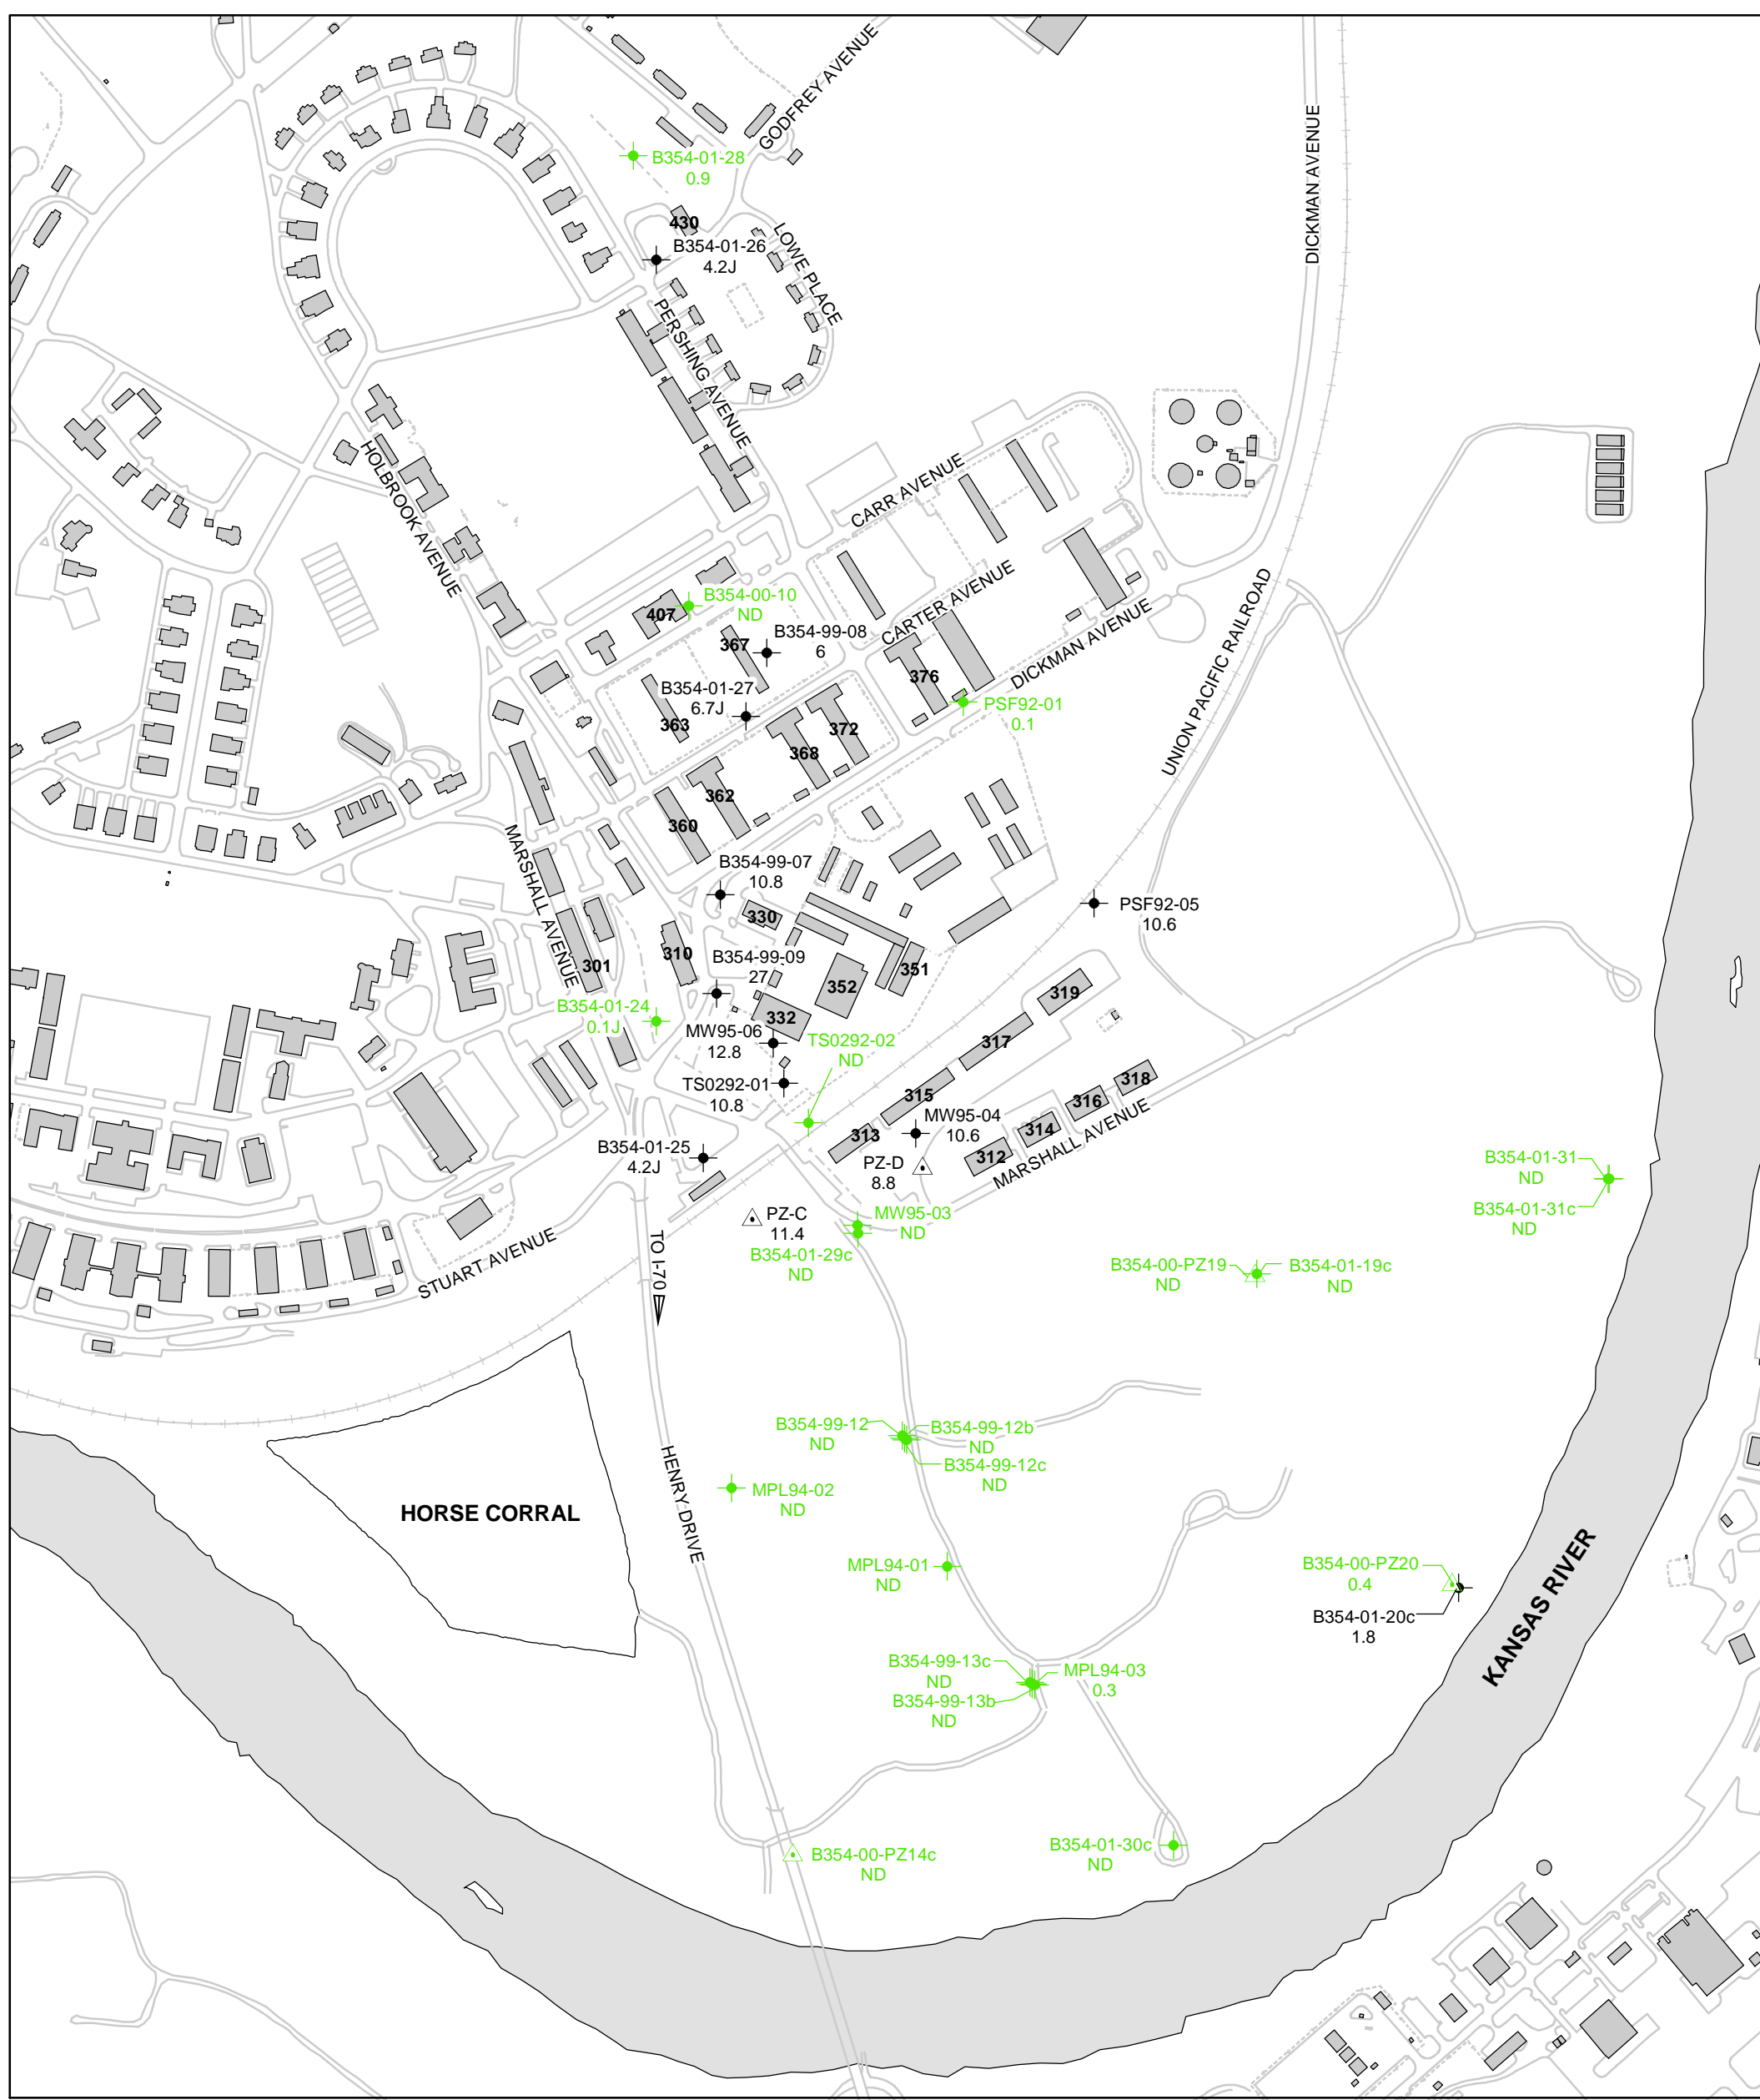 GODFREY AVENUE
DICKMAN AVENUE
B354-01-28
0.9
430
B354-01-26
4.2J
LOWE PLACE
PERSHING AVENUE
HOLBROOK AVENUE
CARR AVENUE
CARTER AVENUE
DICKMAN AVENUE
UNION PACIFIC RAILROAD
B354-00-10
ND
407
367
B354-99-08
6
B354-01-27
6.7J
363
376
PSF92-01
0.1
372
368
362
360
MARSHALL AVENUE
B354-99-07
10.8
330
PSF92-05
10.6
310
301
B354-99-09
27
351
352
319
B354-01-24
0.1J
332
MW95-06
12.8
TS0292-02
ND
317
TS0292-01
10.8
315
318
316
MW95-04
10.6
314
313
312
MARSHALL AVENUE
B354-01-25
4.2J
PZ-D
8.8
B354-01-31
ND
B354-01-31c
ND
PZ-C
11.4
MW95-03
ND
B354-01-29c
ND
STUART AVENUE
TO I-70
B354-00-PZ19
ND
B354-01-19c
ND
B354-99-12
ND
B354-99-12b
ND
B354-99-12c
ND
MPL94-02
ND
HORSE CORRAL
HENRY DRIVE
MPL94-01
ND
B354-00-PZ20
0.4
B354-01-20c
1.8
KANSAS RIVER
B354-99-13c
ND
MPL94-03
0.3
B354-99-13b
ND
B354-00-PZ14c
ND
B354-01-30c
ND